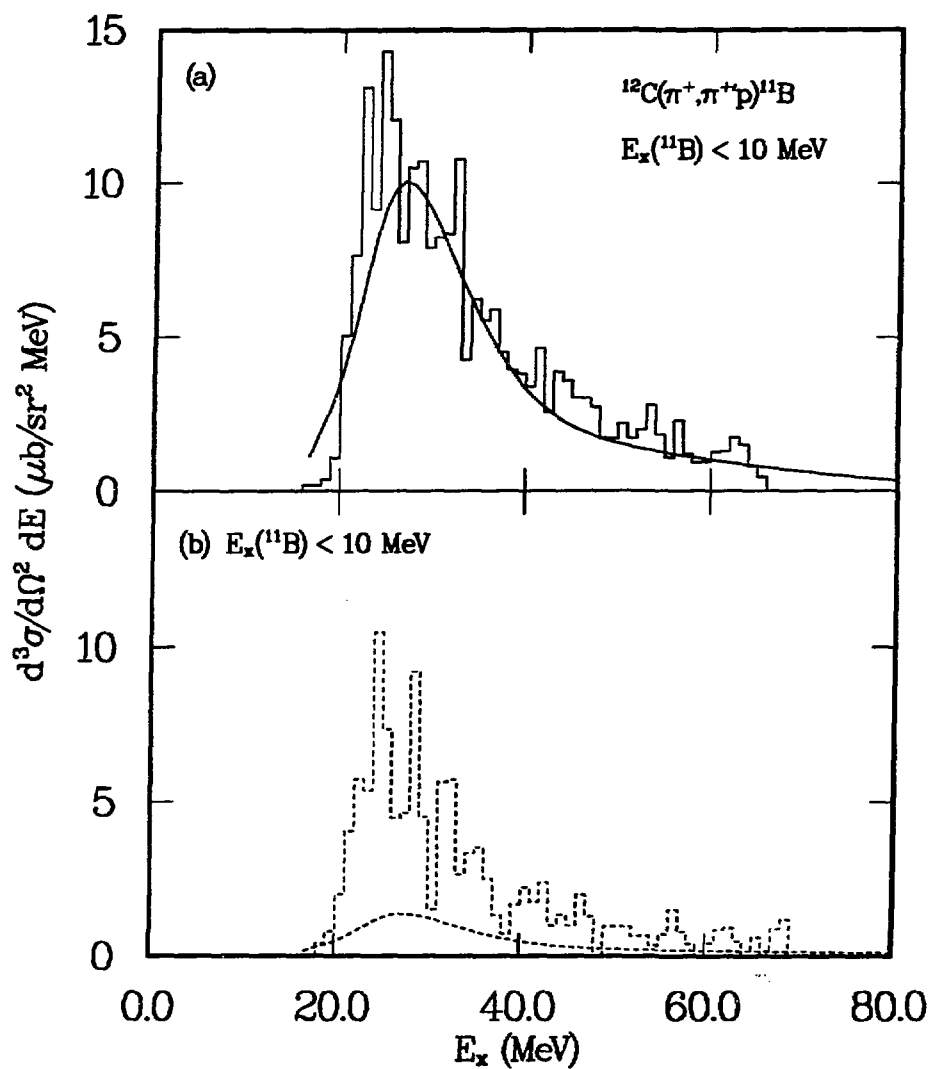 15
(a)
¹²C(π⁺,π⁺'p)¹¹B
Eₓ(¹¹B) < 10 MeV
10
5
0
d³σ/dΩ² dE (μb/sr² MeV)
(b) Eₓ(¹¹B) < 10 MeV
10
5
0
0.0 20.0 40.0 60.0 80.0
Eₓ (MeV)